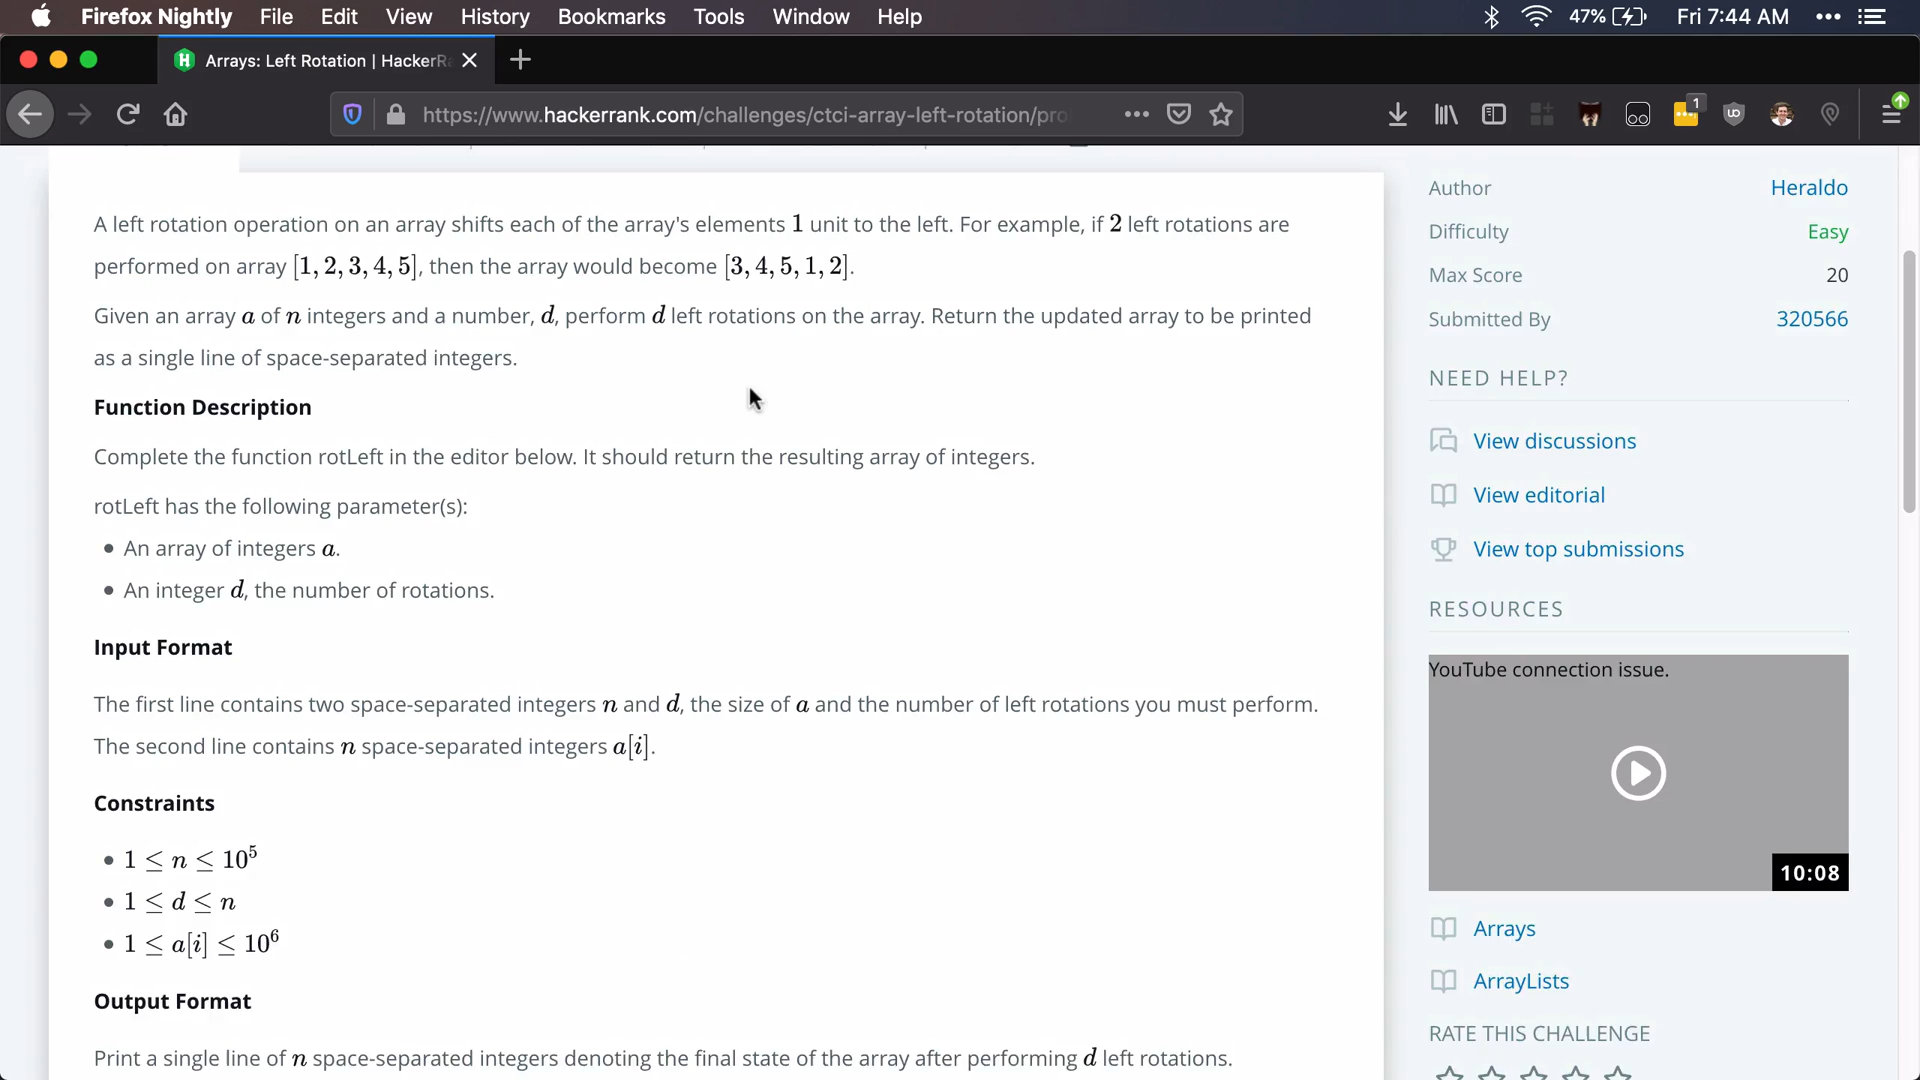 Firefox Nightly File Edit View History Bookmarks Tools Window Help 47% Fri 7:44 AM
Arrays: Left Rotation | HackerRa
https://www.hackerrank.com/challenges/ctci-array-left-rotation/pro
1
A left rotation operation on an array shifts each of the array's elements 1 unit to the left. For example, if 2 left rotations are
performed on array [1, 2, 3, 4, 5], then the array would become [3, 4, 5, 1, 2].
Given an array a of n integers and a number, d, perform d left rotations on the array. Return the updated array to be printed
as a single line of space-separated integers.
Function Description
Complete the function rotLeft in the editor below. It should return the resulting array of integers.
rotLeft has the following parameter(s):
• An array of integers a.
• An integer d, the number of rotations.
Input Format
The first line contains two space-separated integers n and d, the size of a and the number of left rotations you must perform.
The second line contains n space-separated integers a[i].
Constraints
• 1 ≤ n ≤ 10⁵
• 1 ≤ d ≤ n
• 1 ≤ a[i] ≤ 10⁶
Output Format
Print a single line of n space-separated integers denoting the final state of the array after performing d left rotations.
Author Heraldo
Difficulty Easy
Max Score 20
Submitted By 320566
NEED HELP?
View discussions
View editorial
View top submissions
RESOURCES
YouTube connection issue.
10:08
Arrays
ArrayLists
RATE THIS CHALLENGE